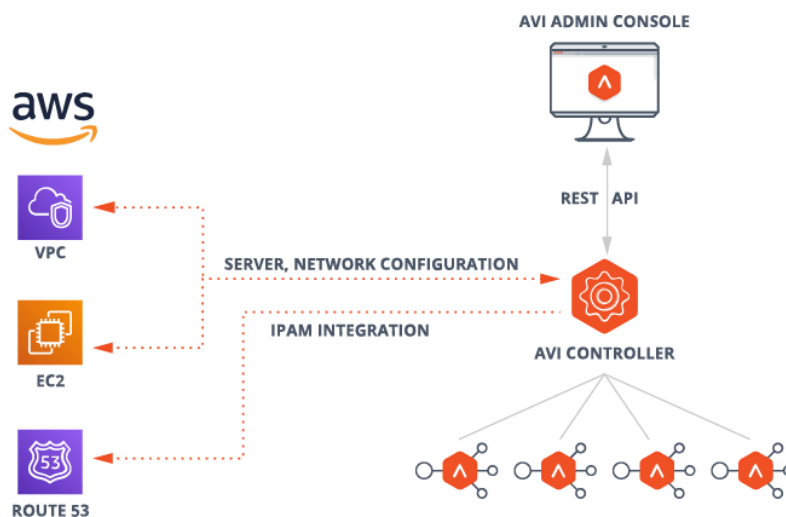 AVI ADMIN CONSOLE
aws
REST API
VPC
SERVER, NETWORK CONFIGURATION
IPAM INTEGRATION
AVI CONTROLLER
EC2
53
ROUTE 53